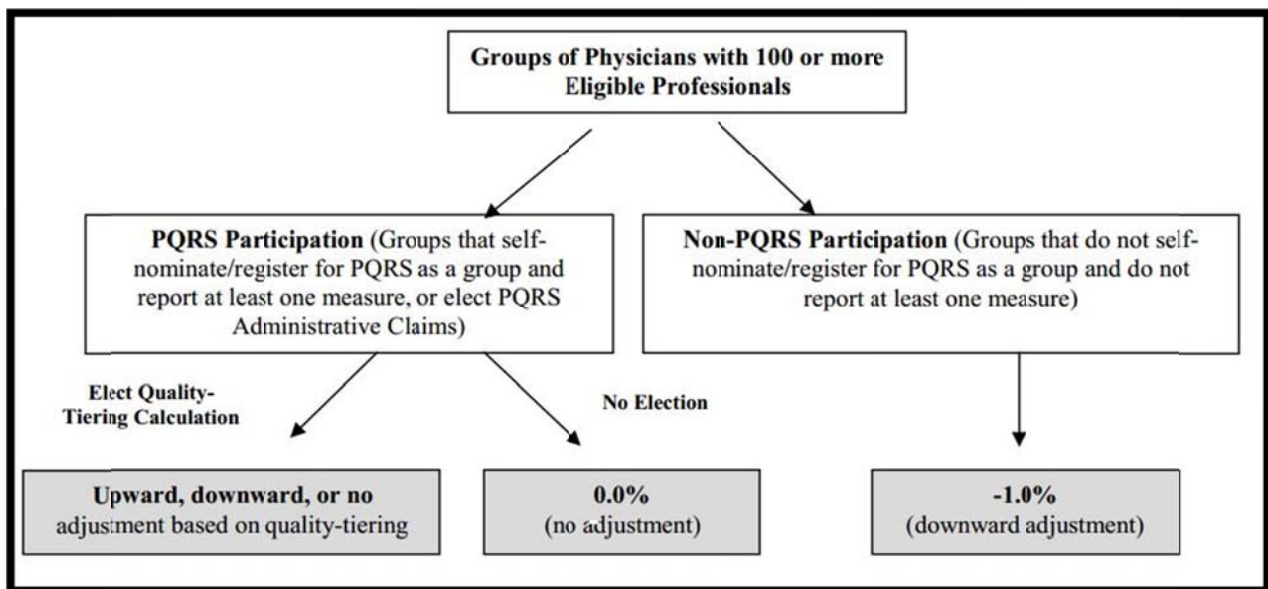 Groups of Physicians with 100 or more
Eligible Professionals
PQRS Participation (Groups that self-
nominate/register for PQRS as a group and
report at least one measure, or elect PQRS
Administrative Claims)
Non-PQRS Participation (Groups that do not self-
nominate/register for PQRS as a group and do not
report at least one measure)
Elect Quality-
Tiering Calculation
No Election
Upward, downward, or no
adjustment based on quality-tiering
0.0%
(no adjustment)
-1.0%
(downward adjustment)